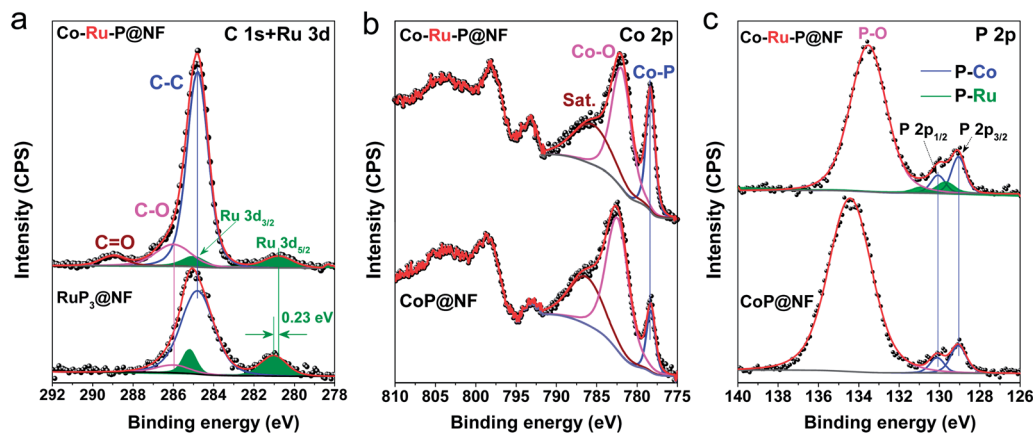 a
Co-Ru-P@NF
C 1s+Ru 3d
C-C
C-O
C=O
Ru 3d3/2
Ru 3d5/2
RuP3@NF
0.23 eV
Intensity (CPS)
292 290 288 286 284 282 280 278
Binding energy (eV)
b
Co-Ru-P@NF
Co 2p
Co-O
Co-P
Sat.
CoP@NF
Intensity (CPS)
810 805 800 795 790 785 780 775
Binding energy (eV)
c
Co-Ru-P@NF
P-O
P 2p
P-Co
P-Ru
P 2p1/2
P 2p3/2
CoP@NF
Intensity (CPS)
140 138 136 134 132 130 128 126
Binding energy (eV)